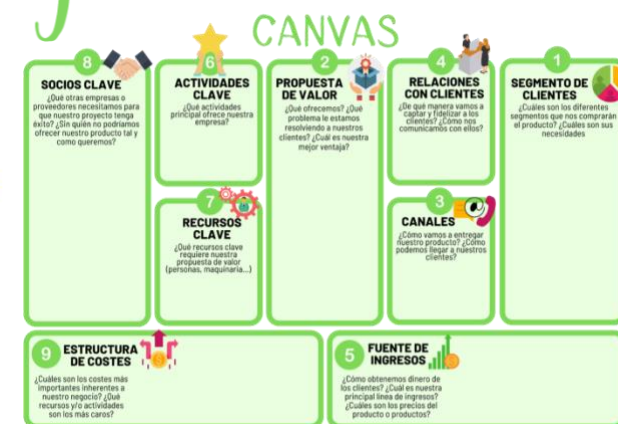 CANVAS
8
SOCIOS CLAVE
¿Qué otras empresas o
proveedores necesitamos para
que nuestro proyecto tenga
éxito? ¿Sin quién no podríamos
ofrecer nuestro producto tal y
como queremos?
6
ACTIVIDADES
CLAVE
¿Qué actividades
principal ofrece nuestra
empresa?
7
RECURSOS
CLAVE
¿Qué recursos clave
requiere nuestra
propuesta de valor
(personas, maquinaria...)
2
PROPUESTA
DE VALOR
¿Qué ofrecemos? ¿Qué
problema le estamos
resolviendo a nuestros
clientes? ¿Cuál es nuestra
mejor ventaja?
4
RELACIONES
CON CLIENTES
¿De qué manera vamos a
captar y fidelizar a los
clientes? ¿Cómo nos
comunicamos con ellos?
3
CANALES
¿Cómo vamos a entregar
nuestro producto? ¿Cómo
podemos llegar a nuestros
clientes?
1
SEGMENTO DE
CLIENTES
¿Cuáles son los diferentes
segmentos que nos comprarán
el producto? ¿Cuáles son sus
necesidades
9
ESTRUCTURA
DE COSTES
¿Cuáles son los costes más
importantes inherentes a
nuestro negocio? ¿Qué
recursos y/o actividades
son los más caros?
5
FUENTE DE
INGRESOS
¿Cómo obtenemos dinero de
los clientes? ¿Cuál es nuestra
principal línea de ingresos?
¿Cuáles son los precios del
producto o productos?